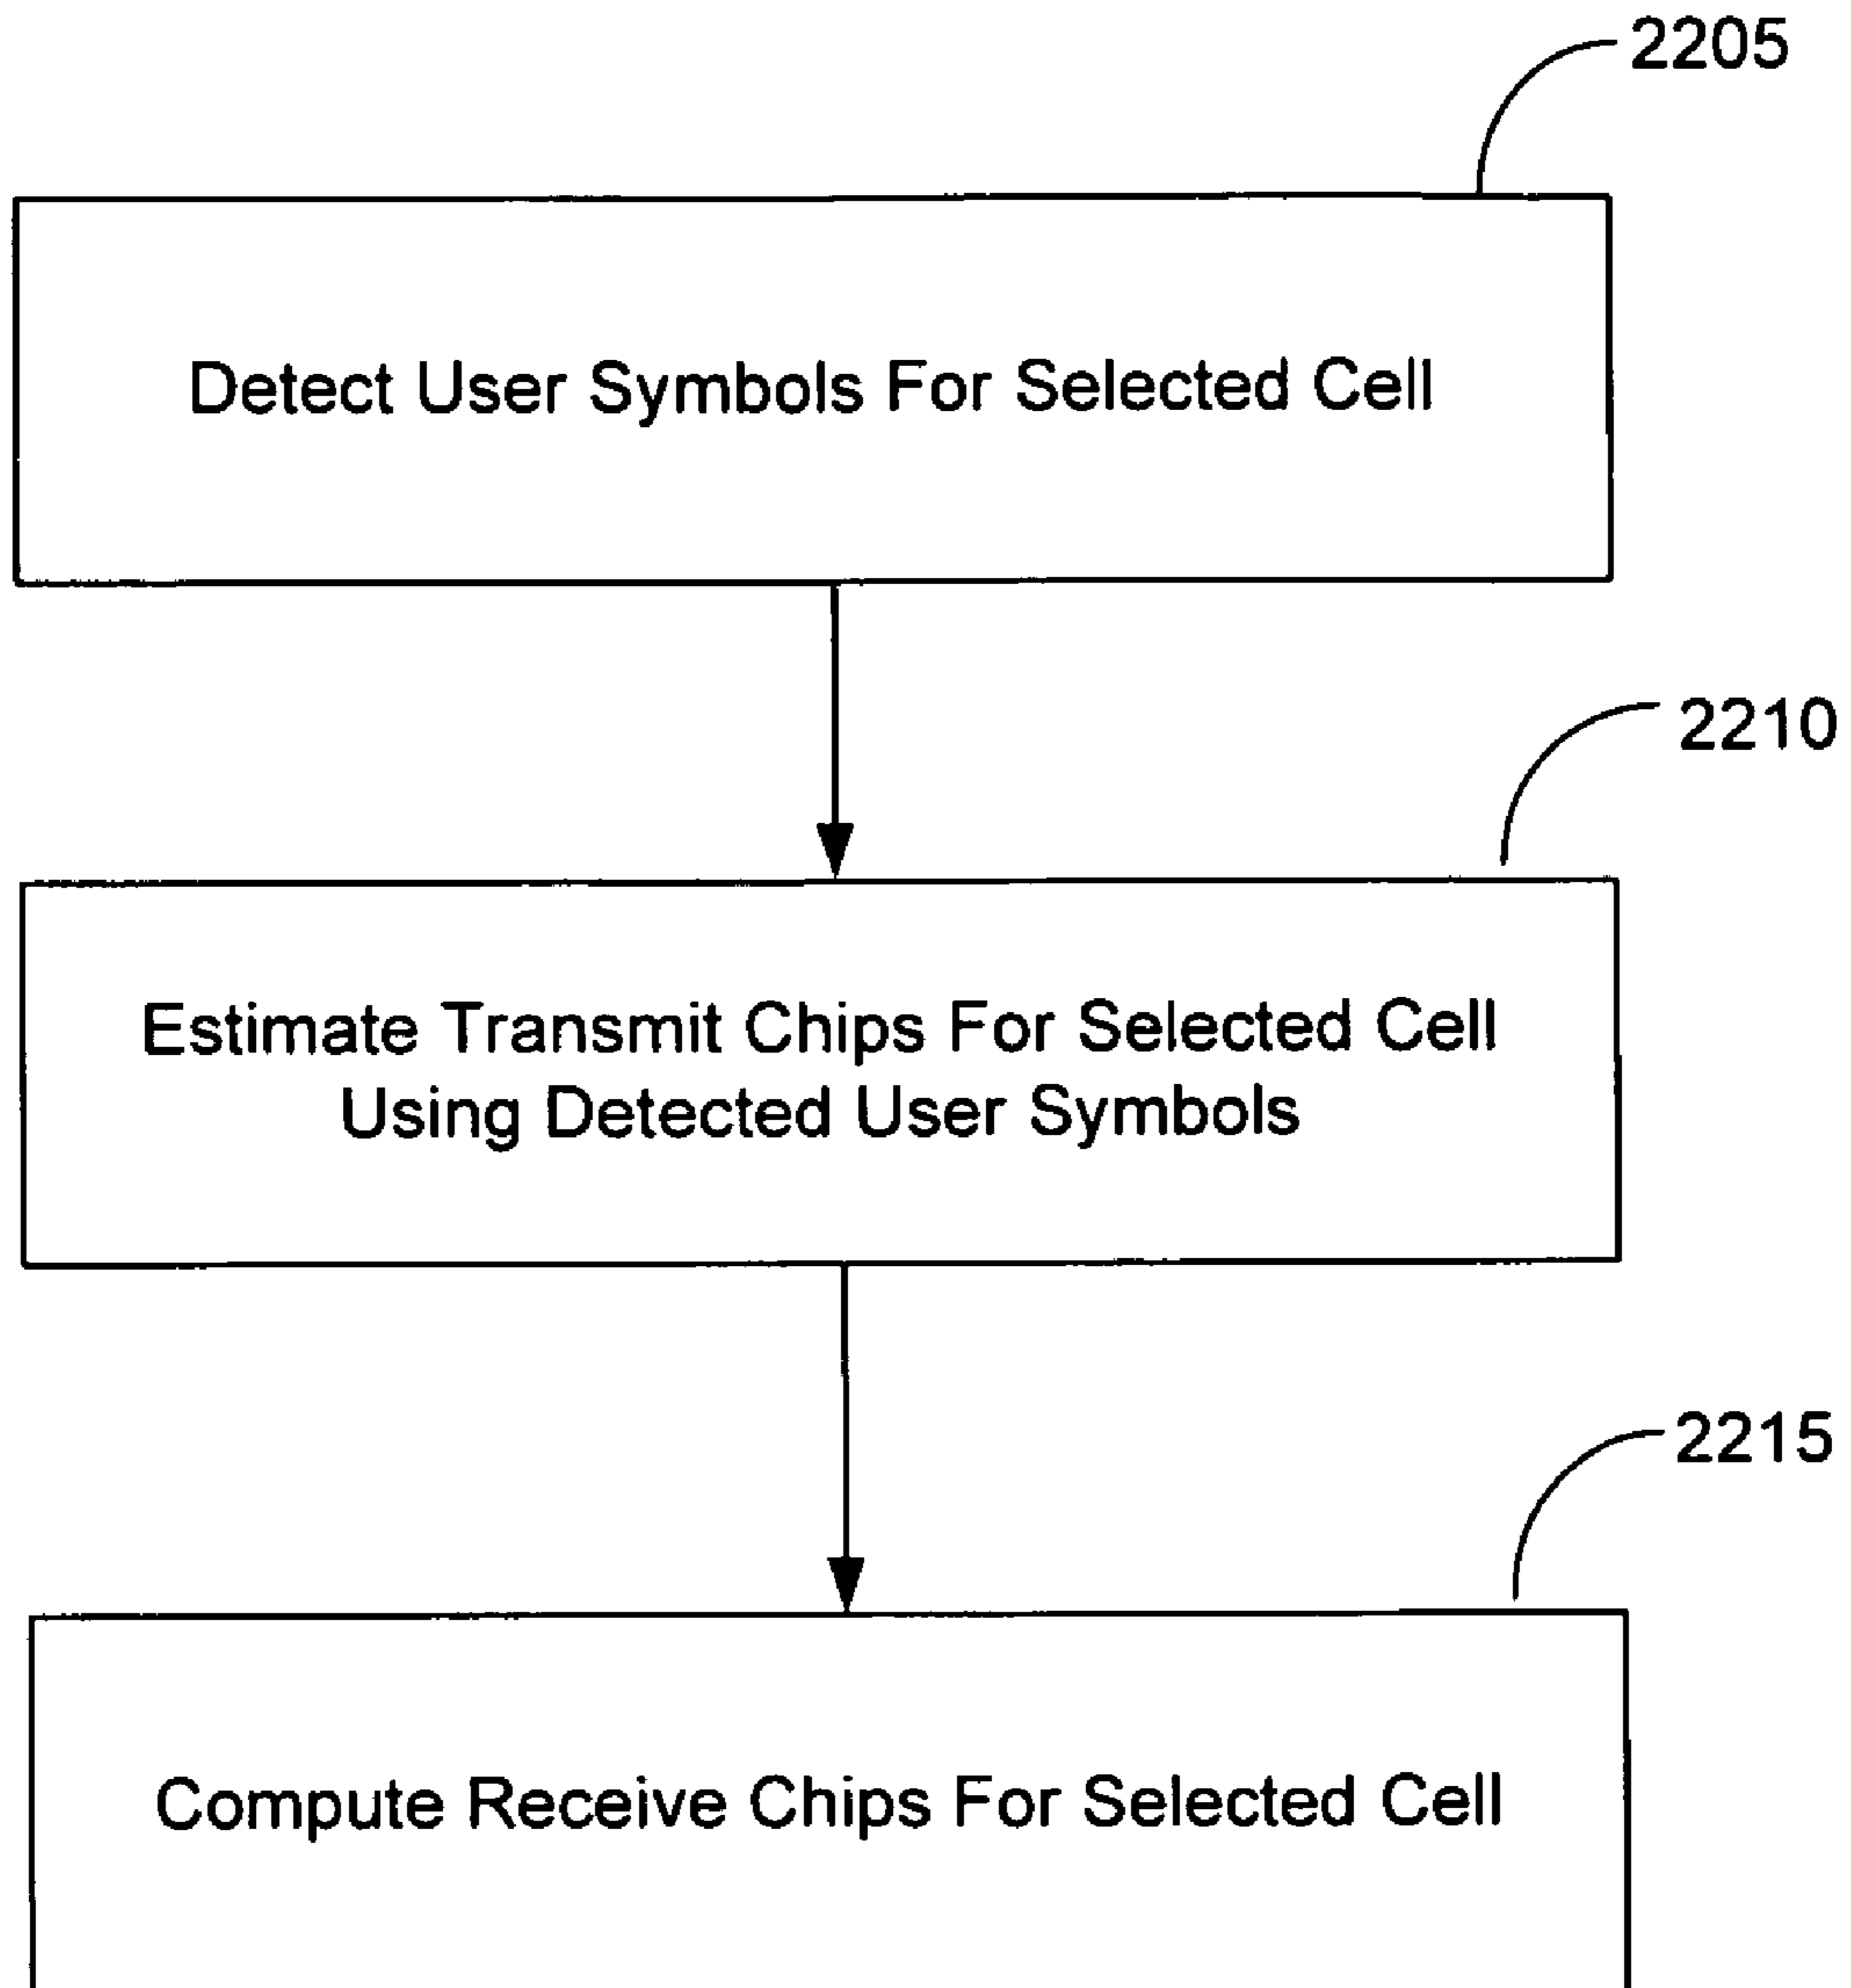 2205
Detect User Symbols For Selected Cell
2210
Estimate Transmit Chips For Selected Cell
Using Detected User Symbols
2215
Compute Receive Chips For Selected Cell